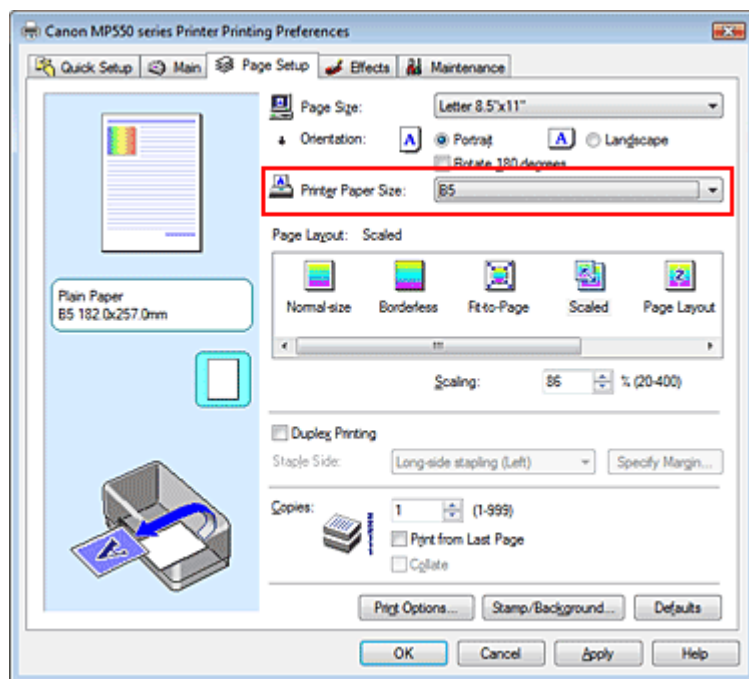 Canon MP550 series Printer Printing Preferences
Quick Setup Main Page Setup Effects Maintenance
Page Size: Letter 8.5"x11"
Orientation: A Portrait A Landscape
Rotate 180 degrees
Printer Paper Size: B5
Page Layout: Scaled
Normal-size Borderless Fit-to-Page Scaled Page Layout
Plain Paper
B5 182.0x257.0mm
Scaling: 86 % (20-400)
Duplex Printing
Staple Side: Long-side stapling (Left) Specify Margin...
Copies: 1 (1-999)
Print from Last Page
Collate
Print Options... Stamp/Background... Defaults
OK Cancel Apply Help